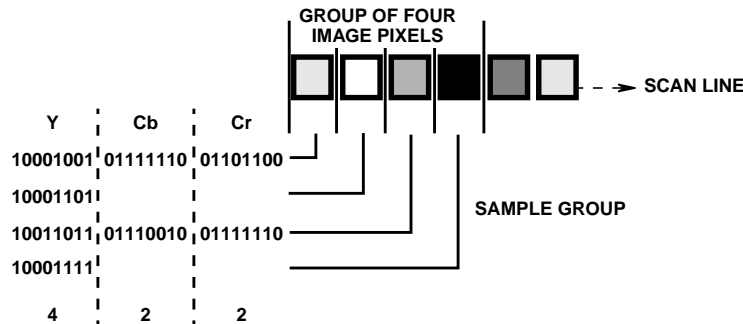 GROUP OF FOUR
IMAGE PIXELS
SCAN LINE
Y Cb Cr
10001001 01111110 01101100
10001101
SAMPLE GROUP
10011011 01110010 01111110
10001111
4 2 2